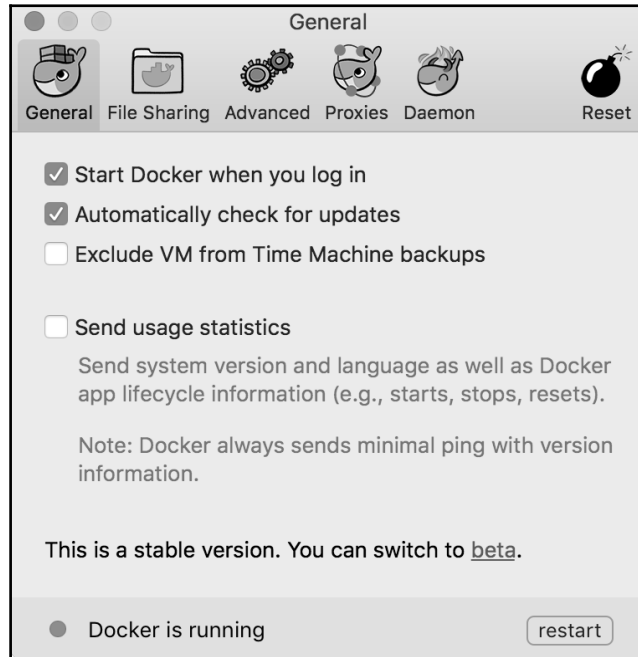 General
General File Sharing Advanced Proxies Daemon Reset
Start Docker when you log in
Automatically check for updates
Exclude VM from Time Machine backups
Send usage statistics
Send system version and language as well as Docker
app lifecycle information (e.g., starts, stops, resets).
Note: Docker always sends minimal ping with version
information.
This is a stable version. You can switch to beta.
Docker is running restart